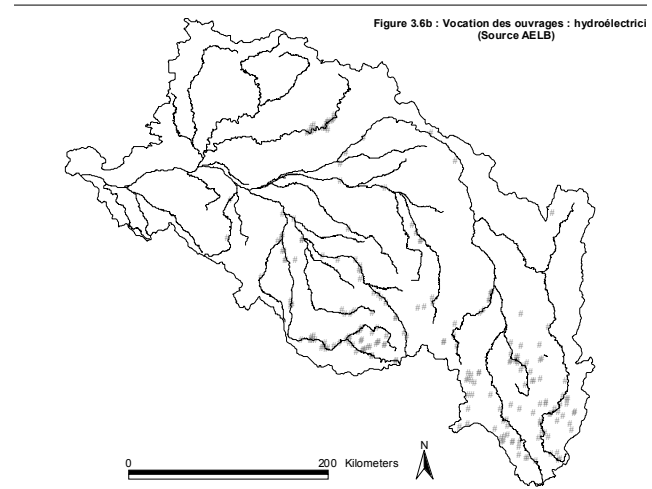 Figure 3.6b : Vocation des ouvrages : hydroélectrici
(Source AELB)
N
0 200 Kilometers